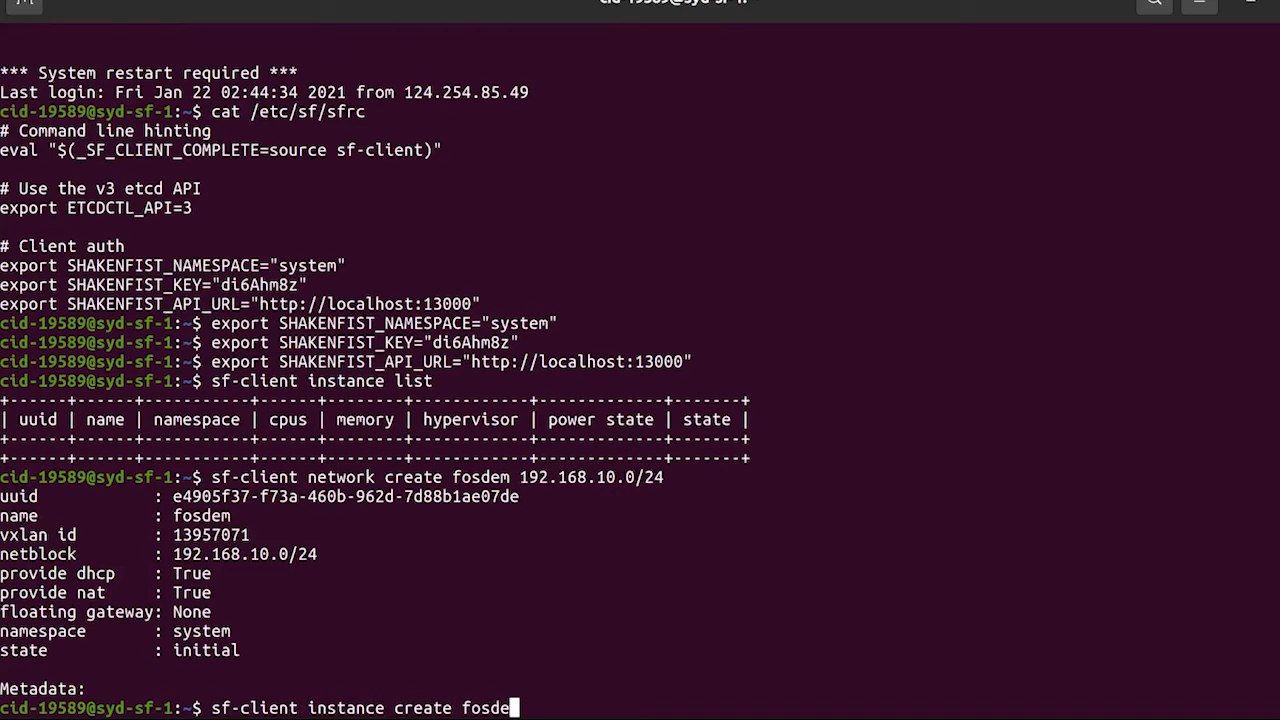 *** System restart required ***
Last login: Fri Jan 22 02:44:34 2021 from 124.254.85.49
cid-19589@syd-sf-1:~$ cat /etc/sf/sfrc
# Command line hinting
eval "$(_SF_CLIENT_COMPLETE=source sf-client)"
# Use the v3 etcd API
export ETCDCTL_API=3
# Client auth
export SHAKENFIST_NAMESPACE="system"
export SHAKENFIST_KEY="di6Ahm8z"
export SHAKENFIST_API_URL="http://localhost:13000"
cid-19589@syd-sf-1:~$ export SHAKENFIST_NAMESPACE="system"
cid-19589@syd-sf-1:~$ export SHAKENFIST_KEY="di6Ahm8z"
cid-19589@syd-sf-1:~$ export SHAKENFIST_API_URL="http://localhost:13000"
cid-19589@syd-sf-1:~$ sf-client instance list
+------+------+-----------+------+--------+------------+-------------+-------+
| uuid | name | namespace | cpus | memory | hypervisor | power state | state |
+------+------+-----------+------+--------+------------+-------------+-------+
+------+------+-----------+------+--------+------------+-------------+-------+
cid-19589@syd-sf-1:~$ sf-client network create fosdem 192.168.10.0/24
uuid            : e4905f37-f73a-460b-962d-7d88b1ae07de
name            : fosdem
vxlan id        : 13957071
netblock        : 192.168.10.0/24
provide dhcp    : True
provide nat     : True
floating gateway: None
namespace       : system
state           : initial
Metadata:
cid-19589@syd-sf-1:~$ sf-client instance create fosde